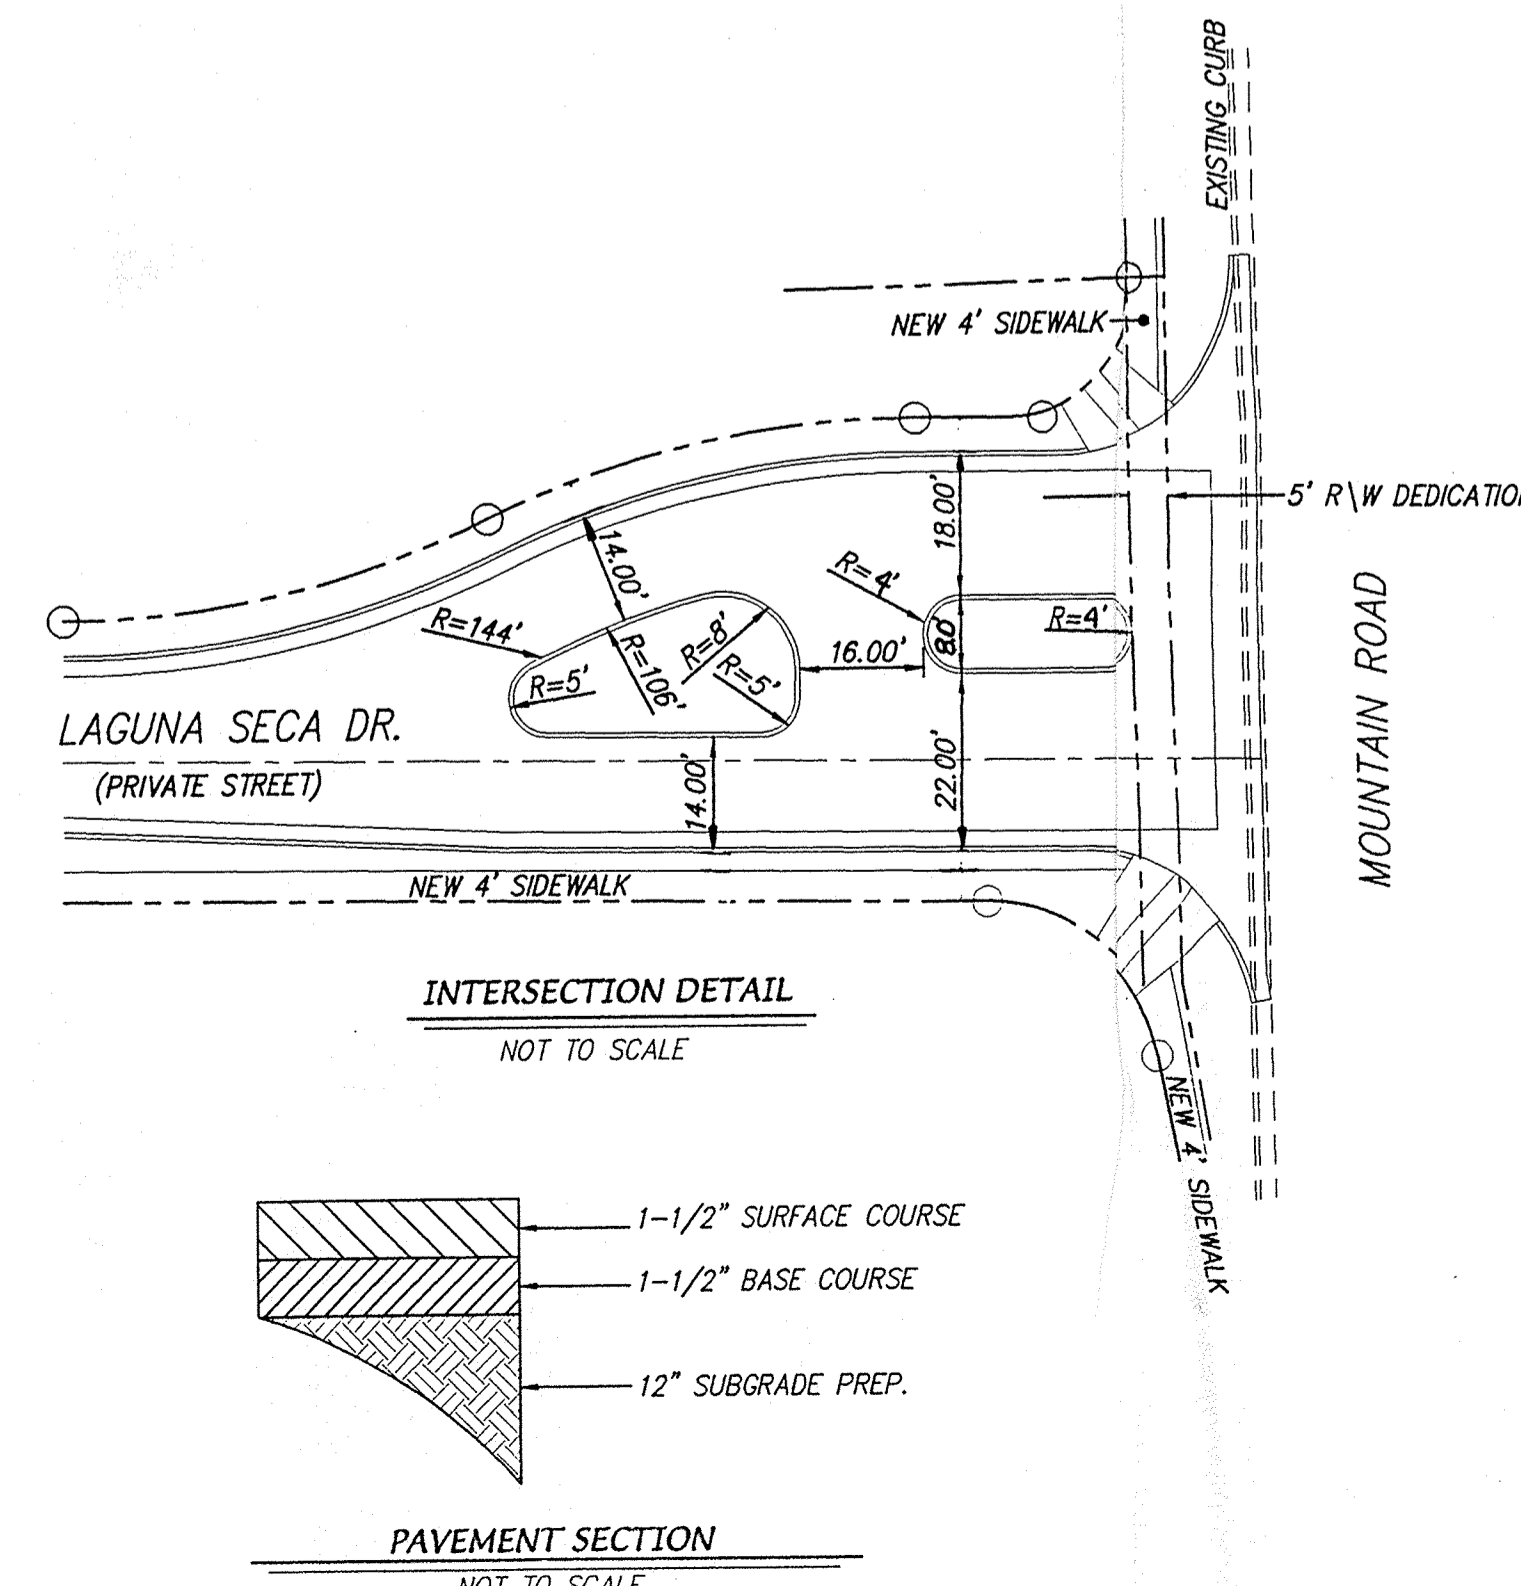 EXISTING CURB
NEW 4' SIDEWALK
5' R\W DEDICATIO
18.00'
14.00'
R=4'
R=4'
8.0'
R=144'
R=106'
R=8'
R=5'
R=5'
16.00'
MOUNTAIN ROAD
LAGUNA SECA DR.
(PRIVATE STREET)
14.00'
22.00'
NEW 4' SIDEWALK
INTERSECTION DETAIL
NOT TO SCALE
NEW 4' SIDEWALK
1-1/2" SURFACE COURSE
1-1/2" BASE COURSE
12" SUBGRADE PREP.
PAVEMENT SECTION
NOT TO SCALE